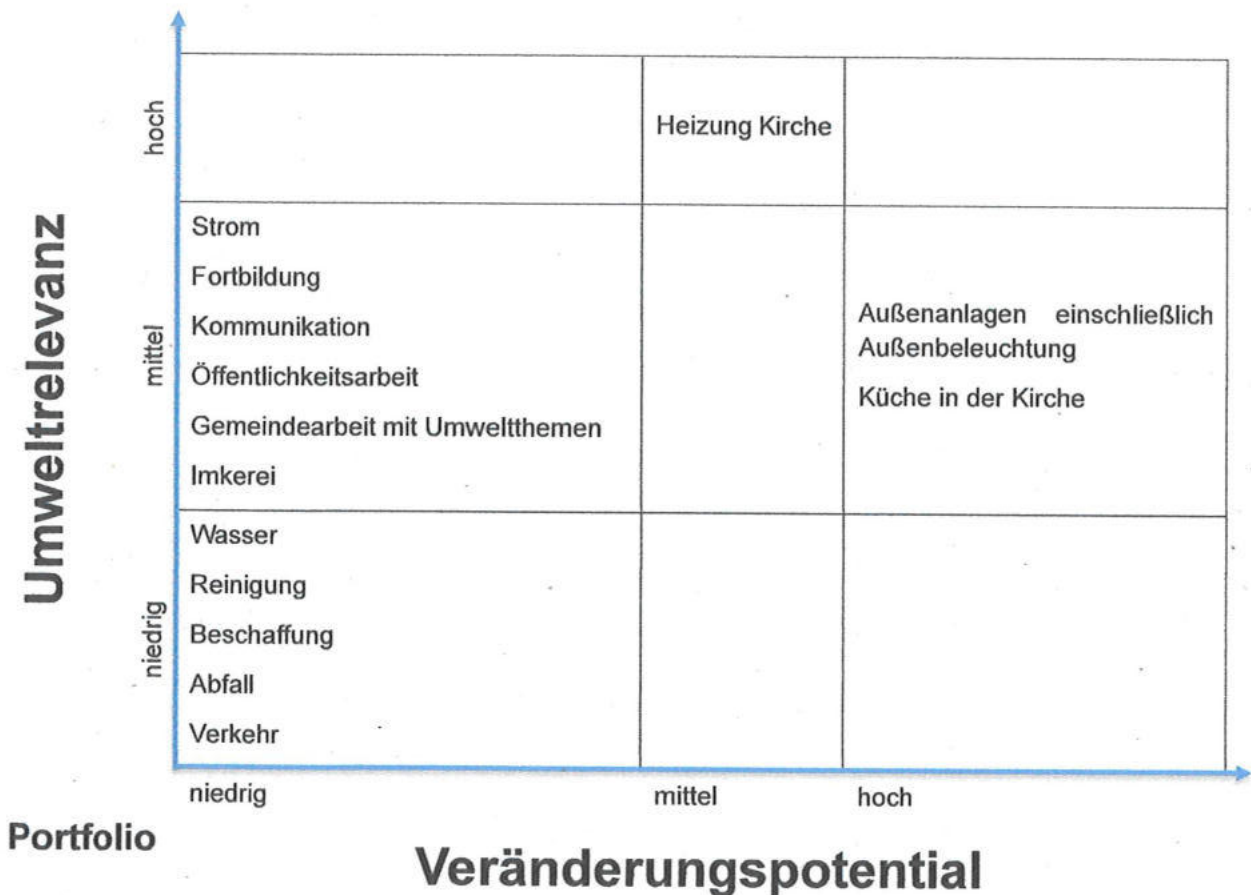 Umweltrelevanz
hoch
Heizung Kirche
mittel
Strom
Fortbildung
Kommunikation
Öffentlichkeitsarbeit
Gemeindearbeit mit Umweltthemen
Imkerei
Außenanlagen einschließlich
Außenbeleuchtung
Küche in der Kirche
niedrig
Wasser
Reinigung
Beschaffung
Abfall
Verkehr
niedrig
mittel
hoch
Portfolio
Veränderungspotential